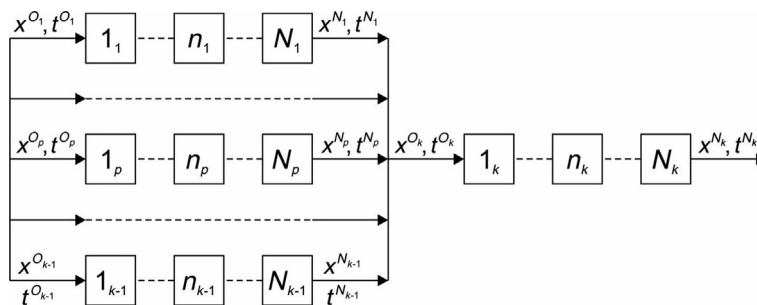 x^{O_1}, t^{O_1} 1_1 n_1 N_1 x^{N_1}, t^{N_1}
x^{O_p}, t^{O_p} 1_p n_p N_p x^{N_p}, t^{N_p} x^{O_k}, t^{O_k} 1_k n_k N_k x^{N_k}, t^{N_k}
x^{O_{k-1}} 1_{k-1} n_{k-1} N_{k-1} x^{N_{k-1}}
t^{O_{k-1}} t^{N_{k-1}}